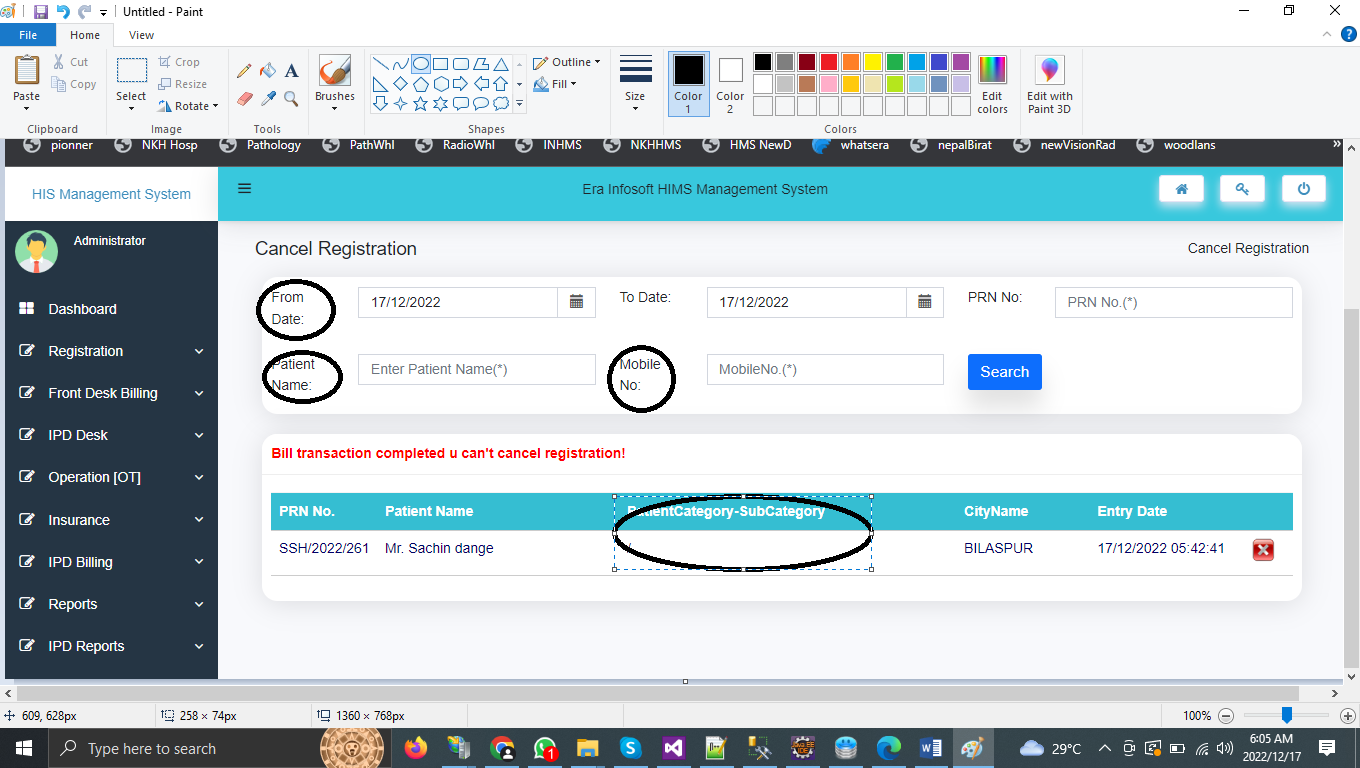 Untitled - Paint
File
Home
View
Paste
Cut
Copy
Clipboard
Select
Crop
Resize
Rotate
Image
Tools
Brushes
Shapes
Outline
Fill
Size
Color
1
Color
2
Edit
colors
Colors
Edit with
Paint 3D
pionner
NKH Hosp
Pathology
PathWhl
RadioWhl
INHMS
NKHHMS
HMS NewD
whatsera
nepalBirat
newVisionRad
woodlans
HIS Management System
Era Infosoft HIMS Management System
Administrator
Dashboard
Registration
Front Desk Billing
IPD Desk
Operation [OT]
Insurance
IPD Billing
Reports
IPD Reports
Cancel Registration
Cancel Registration
From
Date:
17/12/2022
To Date:
17/12/2022
PRN No:
PRN No.(*)
Patient
Name:
Enter Patient Name(*)
Mobile
No:
MobileNo.(*)
Search
Bill transaction completed u can't cancel registration!
PRN No. Patient Name PatientCategory-SubCategory CityName Entry Date
SSH/2022/261 Mr. Sachin dange / BILASPUR 17/12/2022 05:42:41
609, 628px
258 × 74px
1360 × 768px
100%
Type here to search
29°C
6:05 AM
2022/12/17